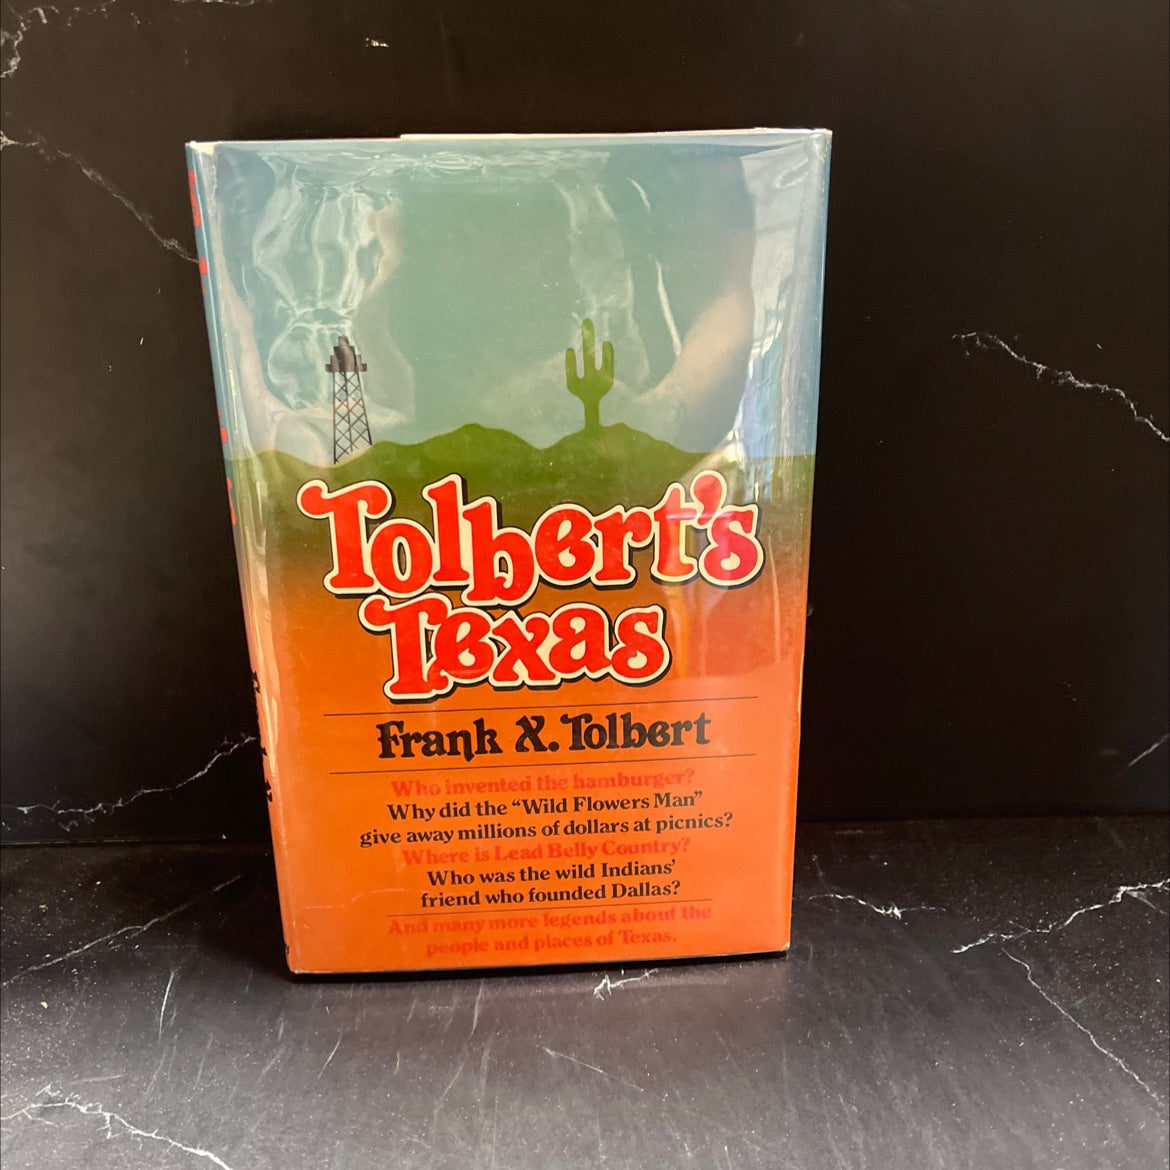 Tolbert's
Texas
Frank X. Tolbert
Who invented the hamburger?
Why did the “Wild Flowers Man”
give away millions of dollars at picnics?
Where is Lead Belly Country?
Who was the wild Indians’
friend who founded Dallas?
And many more legends about the
people and places of Texas.